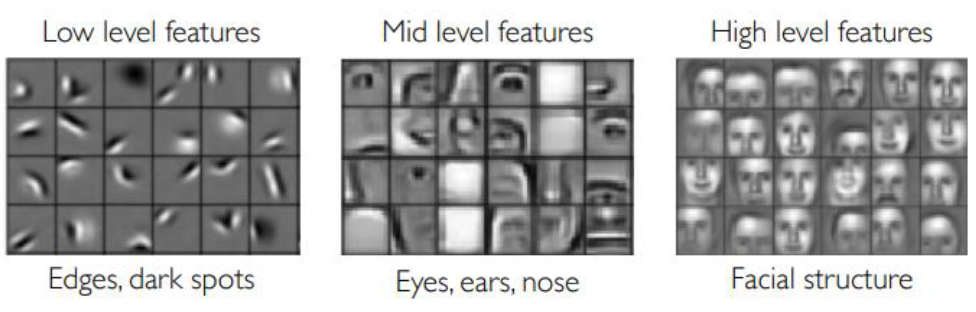 Low level features
Mid level features
High level features
Edges, dark spots
Eyes, ears, nose
Facial structure